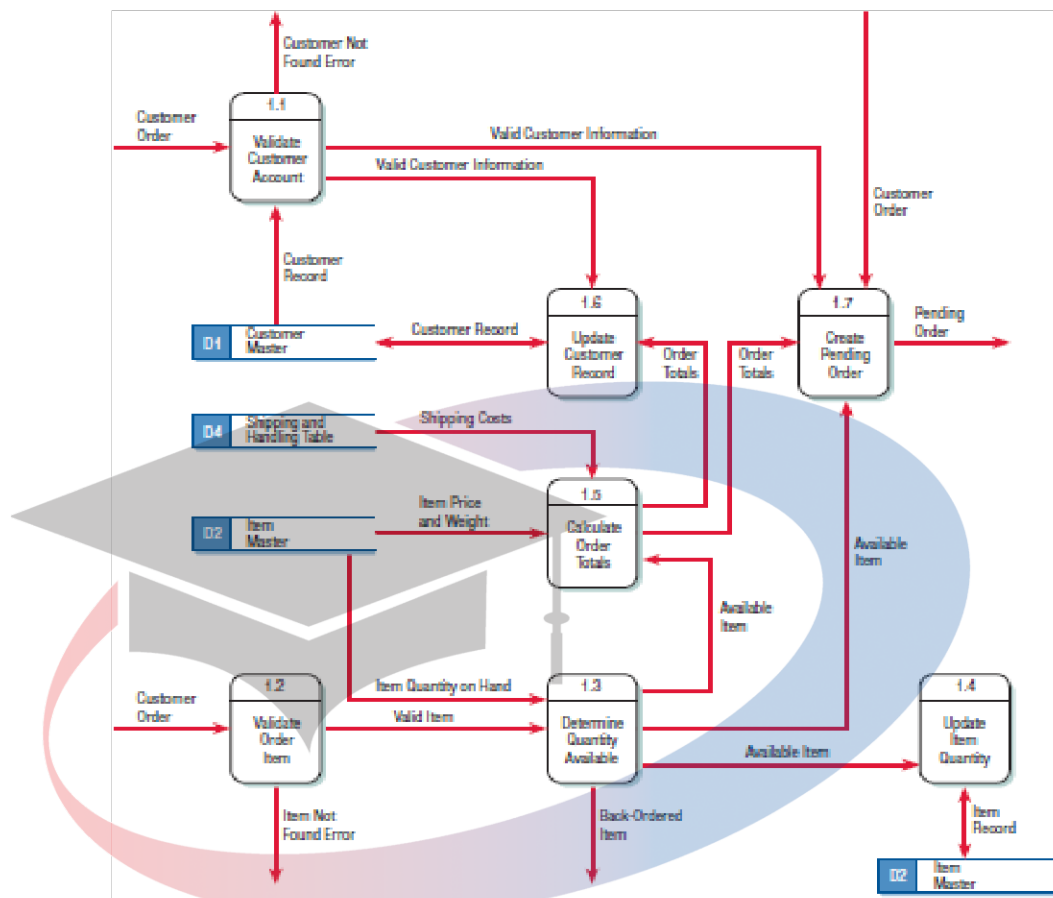 Customer Not
Found Error
1.1
Customer
Order
Validate
Customer
Account
Valid Customer Information
Valid Customer Information
Customer
Order
Customer
Record
1.6
1.7
D1
Customer
Master
Customer Record
Update
Customer
Record
Order
Totals
Order
Totals
Create
Pending
Order
Pending
Order
D4
Shipping and
Handling Table
Shipping Costs
1.5
D2
Item
Master
Item Price
and Weight
Calculate
Order
Totals
Available
Item
Available
Item
1.2
Item Quantity on Hand
1.3
1.4
Customer
Order
Validate
Order
Item
Valid Item
Determine
Quantity
Available
Available Item
Update
Item
Quantity
Item Not
Found Error
Back-Ordered
Item
Item
Record
D2
Item
Master